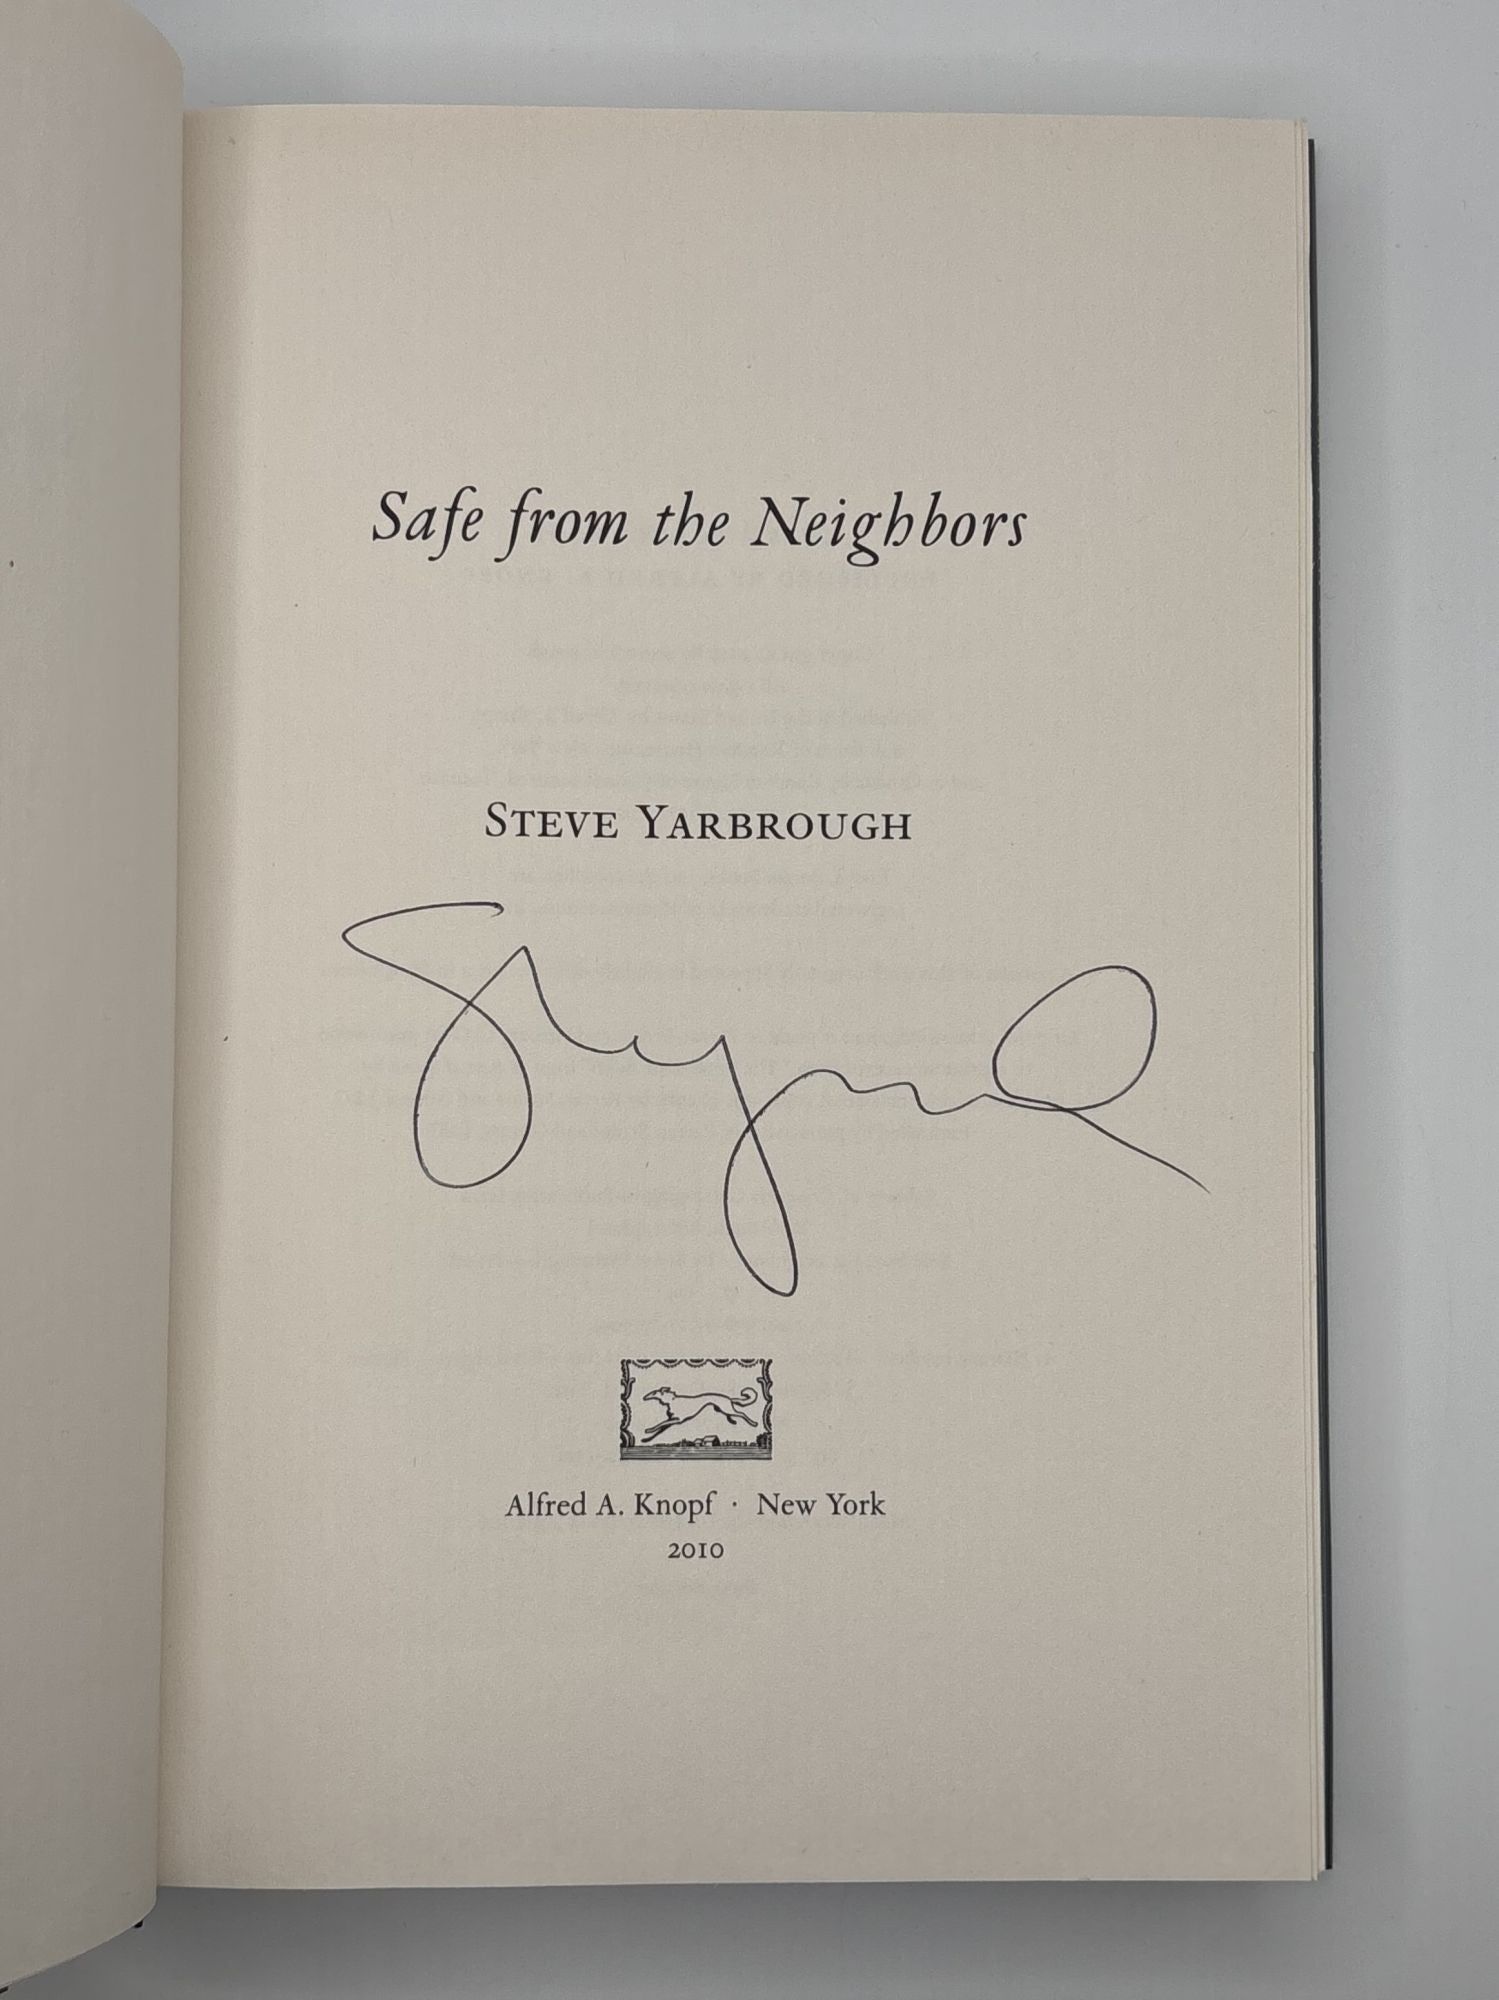 Safe from the Neighbors
STEVE YARBROUGH
Alfred A. Knopf · New York
2010